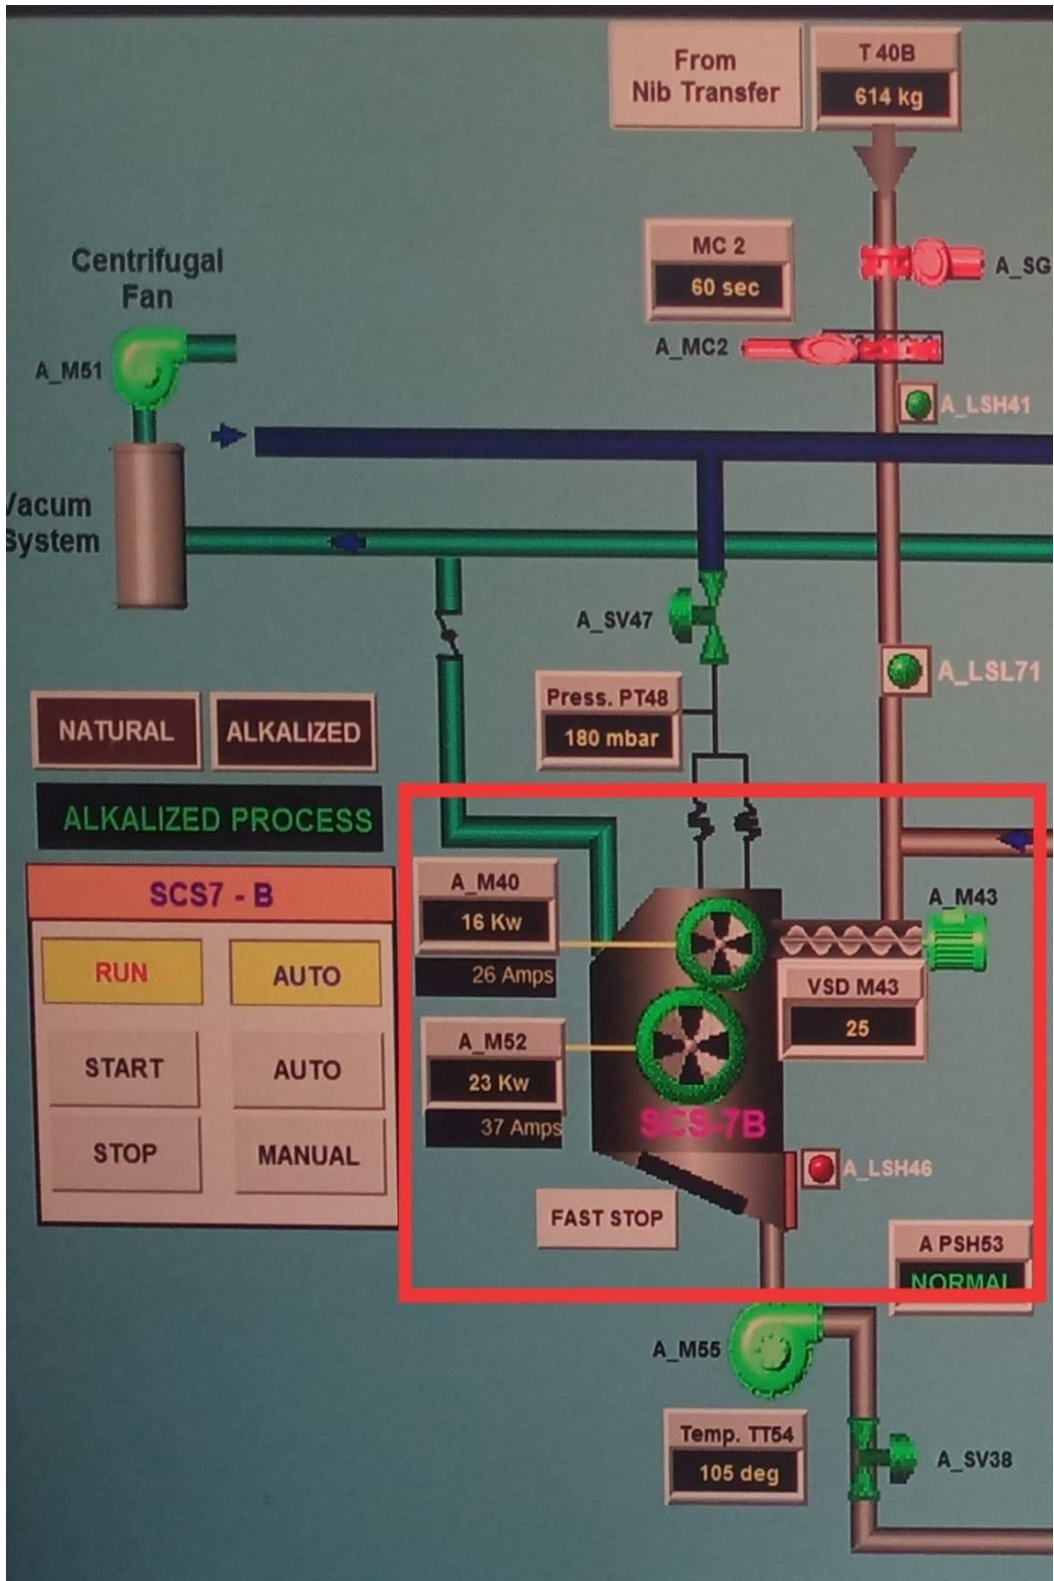 From
Nib Transfer
T 40B
614 kg
MC 2
60 sec
A_SG
A_MC2
A_LSH41
Centrifugal
Fan
A_M51
Vacum
System
A_SV47
A_LSL71
Press. PT48
180 mbar
NATURAL
ALKALIZED
ALKALIZED PROCESS
SCS7 - B
RUN
AUTO
START
AUTO
STOP
MANUAL
A_M40
16 Kw
26 Amps
A_M52
23 Kw
37 Amps
A_M43
VSD M43
25
SCS-7B
A_LSH46
FAST STOP
A PSH53
NORMAL
A_M55
Temp. TT54
105 deg
A_SV38